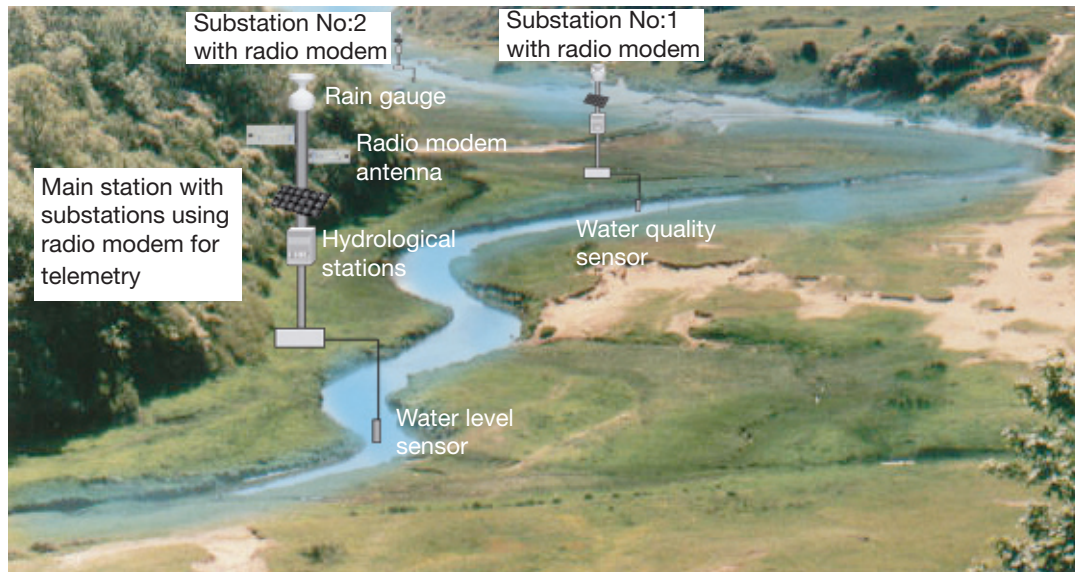 Substation No:2
with radio modem
Substation No:1
with radio modem
Rain gauge
Radio modem
antenna
Main station with
substations using
radio modem for
telemetry
Hydrological
stations
Water quality
sensor
Water level
sensor